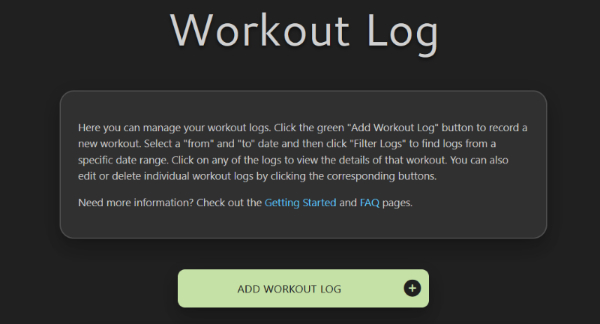 Workout Log
Here you can manage your workout logs. Click the green "Add Workout Log" button to record a
new workout. Select a "from" and "to" date and then click "Filter Logs" to find logs from a
specific date range. Click on any of the logs to view the details of that workout. You can also
edit or delete individual workout logs by clicking the corresponding buttons.
Need more information? Check out the Getting Started and FAQ pages.
ADD WORKOUT LOG